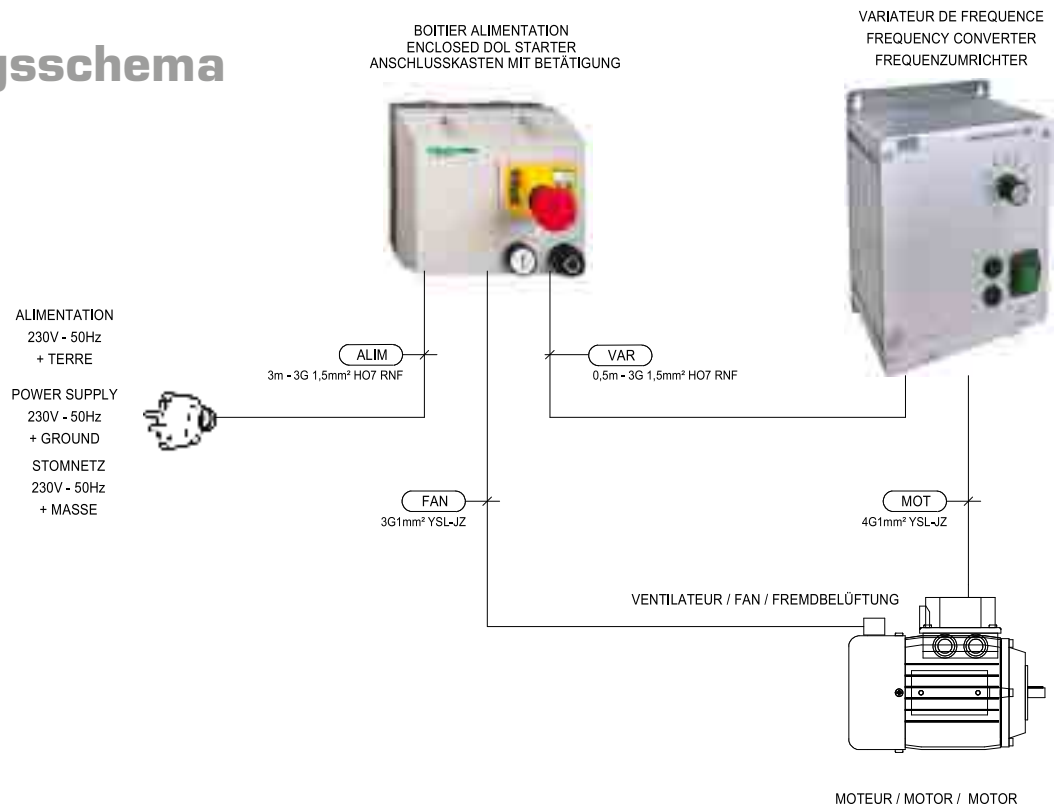 gsschema
BOITIER ALIMENTATION
ENCLOSED DOL STARTER
ANSCHLUSSKASTEN MIT BETÄTIGUNG
VARIATEUR DE FREQUENCE
FREQUENCY CONVERTER
FREQUENZUMRICHTER
ALIMENTATION
230V - 50Hz
+ TERRE
POWER SUPPLY
230V - 50Hz
+ GROUND
STOMNETZ
230V - 50Hz
+ MASSE
ALIM
3m - 3G 1,5mm² HO7 RNF
VAR
0,5m - 3G 1,5mm² HO7 RNF
FAN
3G1mm² YSL-JZ
MOT
4G1mm² YSL-JZ
VENTILATEUR / FAN / FREMDBELÜFTUNG
MOTEUR / MOTOR / MOTOR